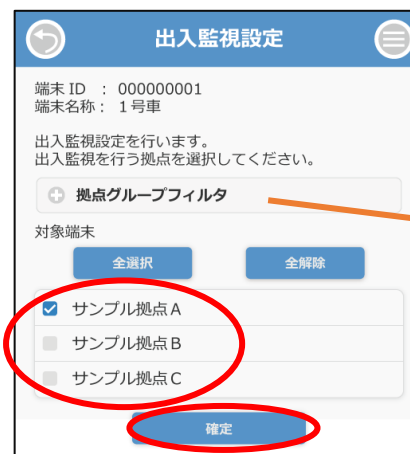 出入監視設定
端末 ID ： 000000001
端末名称： 1号車
出入監視設定を行います。
出入監視を行う拠点を選択してください。
拠点グループフィルタ
対象端末
全選択 全解除
サンプル拠点A
サンプル拠点B
サンプル拠点C
確定